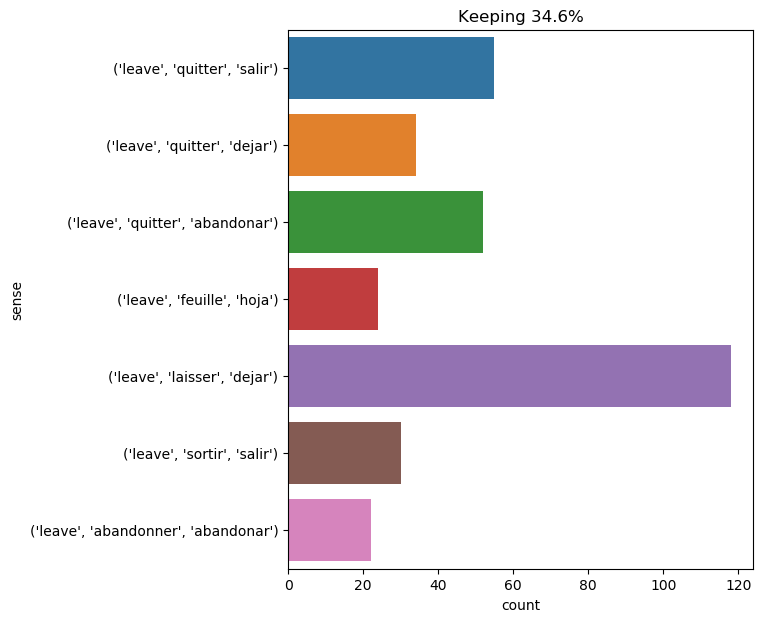 Keeping 34.6%
('leave', 'quitter', 'salir')
('leave', 'quitter', 'dejar')
('leave', 'quitter', 'abandonar')
('leave', 'feuille', 'hoja')
('leave', 'laisser', 'dejar')
('leave', 'sortir', 'salir')
('leave', 'abandonner', 'abandonar')
sense
0 20 40 60 80 100 120
count